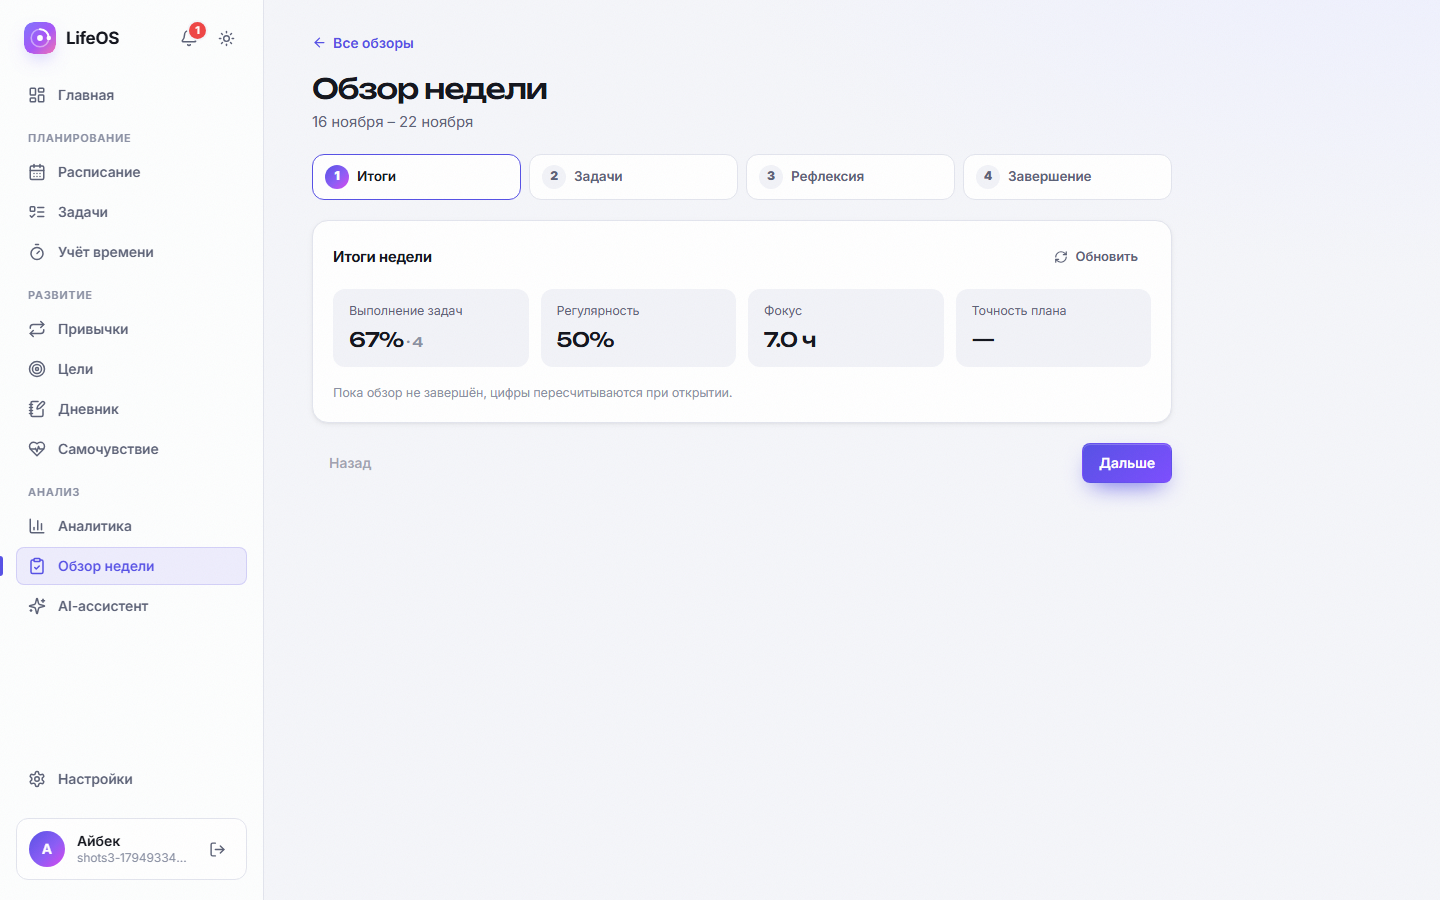 LifeOS
1
Главная
ПЛАНИРОВАНИЕ
Расписание
Задачи
Учёт времени
РАЗВИТИЕ
Привычки
Цели
Дневник
Самочувствие
АНАЛИЗ
Аналитика
Обзор недели
AI-ассистент
Настройки
А
Айбек
shots3-17949334...
← Все обзоры
Обзор недели
16 ноября – 22 ноября
1 Итоги
2 Задачи
3 Рефлексия
4 Завершение
Итоги недели
Обновить
Выполнение задач
67% · 4
Регулярность
50%
Фокус
7.0 ч
Точность плана
—
Пока обзор не завершён, цифры пересчитываются при открытии.
Назад
Дальше